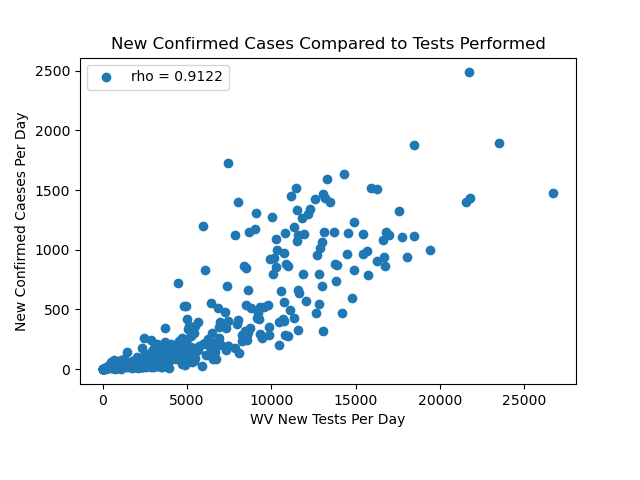 New Confirmed Cases Compared to Tests Performed
rho = 0.9122
New Confirmed Caeses Per Day
2500
2000
1500
1000
500
0
0 5000 10000 15000 20000 25000
WV New Tests Per Day